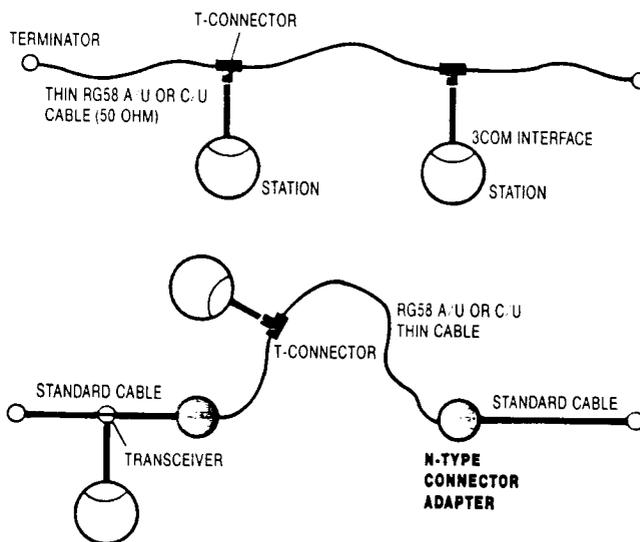 T-CONNECTOR
TERMINATOR
THIN RG58 A/U OR C/U
CABLE (50 OHM)
3COM INTERFACE
STATION
STATION
RG58 A/U OR C/U
THIN CABLE
T-CONNECTOR
STANDARD CABLE
STANDARD CABLE
TRANSCEIVER
N-TYPE
CONNECTOR
ADAPTER